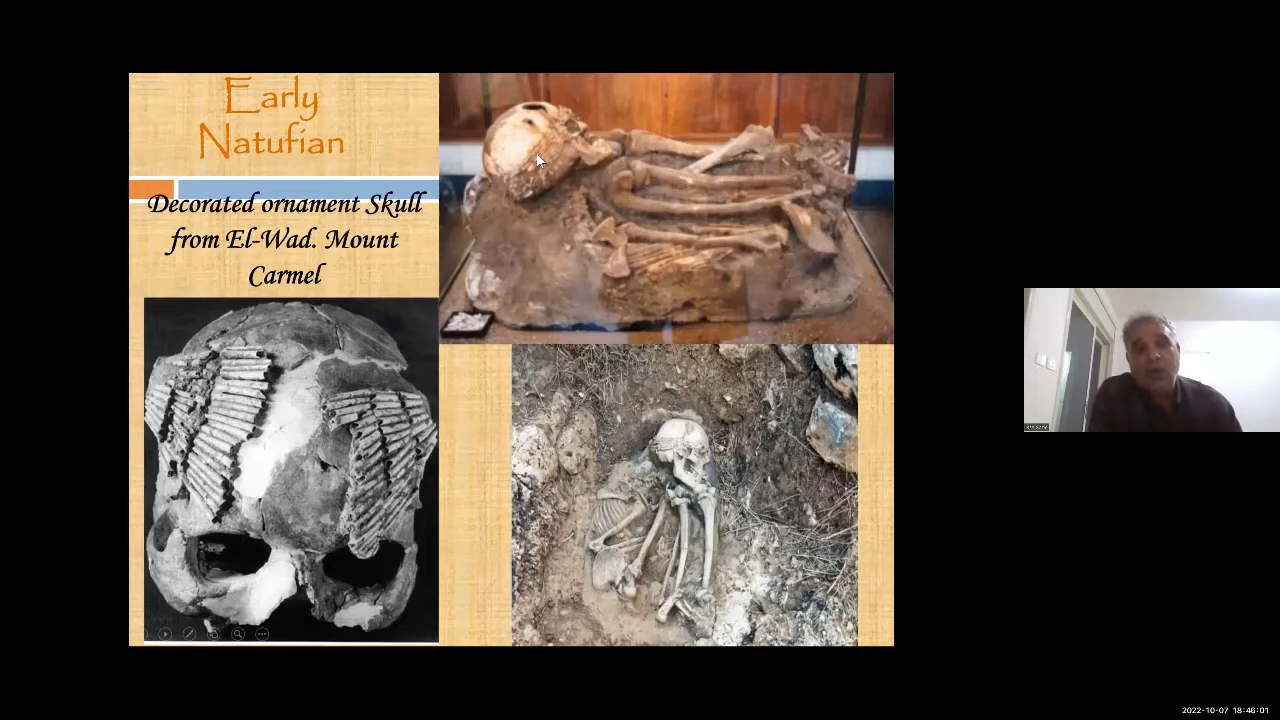 Early
Natufian
Decorated ornament Skull
from El-Wad. Mount
Carmel
2022-10-07 18:46:01